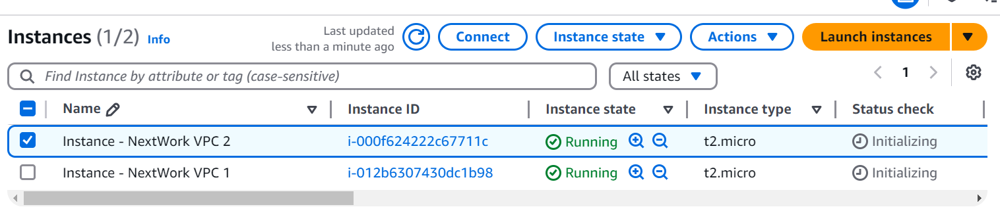 Instances (1/2) Info
Last updated
less than a minute ago
Connect
Instance state
Actions
Launch instances
Find Instance by attribute or tag (case-sensitive)
All states
1
Name Instance ID Instance state Instance type Status check
Instance - NextWork VPC 2 i-000f624222c67711c Running t2.micro Initializing
Instance - NextWork VPC 1 i-012b6307430dc1b98 Running t2.micro Initializing